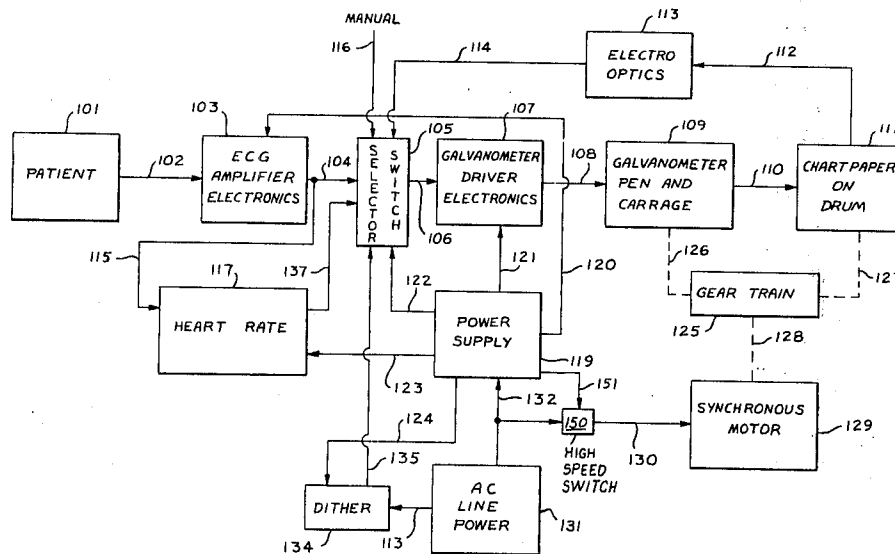 MANUAL
116
113
ELECTRO
OPTICS
114
112
101
PATIENT
102
103
ECG
AMPLIFIER
ELECTRONICS
104
105
SELECTOR
SWITCH
106
107
GALVANOMETER
DRIVER
ELECTRONICS
108
109
GALVANOMETER
PEN AND
CARRAGE
110
CHART PAPER
ON
DRUM
115
117
HEART RATE
137
122
121
120
126
GEAR TRAIN
125
128
POWER
SUPPLY
119
123
124
132
151
150
HIGH
SPEED
SWITCH
130
SYNCHRONOUS
MOTOR
129
135
DITHER
134
113
AC
LINE
POWER
131